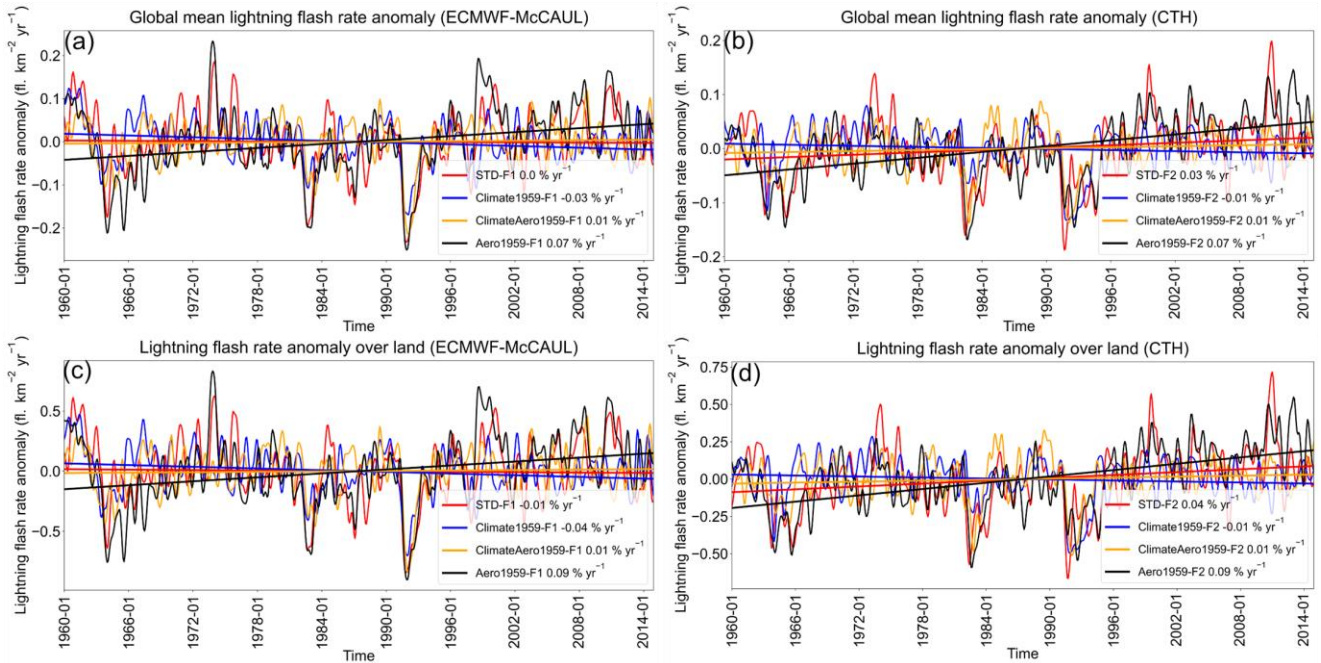 Global mean lightning flash rate anomaly (ECMWF-McCAUL)
(a)
Lightning flash rate anomaly (fl. km−2 yr−1)
0.2
0.1
0.0
−0.1
−0.2
STD-F1 0.0 % yr−1
Climate1959-F1 -0.03 % yr−1
ClimateAero1959-F1 0.01 % yr−1
Aero1959-F1 0.07 % yr−1
1960-01
1966-01
1972-01
1978-01
1984-01
1990-01
1996-01
2002-01
2008-01
2014-01
Time
Global mean lightning flash rate anomaly (CTH)
(b)
Lightning flash rate anomaly (fl. km−2 yr−1)
0.2
0.1
0.0
−0.1
−0.2
STD-F2 0.03 % yr−1
Climate1959-F2 -0.01 % yr−1
ClimateAero1959-F2 0.01 % yr−1
Aero1959-F2 0.07 % yr−1
1960-01
1966-01
1972-01
1978-01
1984-01
1990-01
1996-01
2002-01
2008-01
2014-01
Time
Lightning flash rate anomaly over land (ECMWF-McCAUL)
(c)
Lightning flash rate anomaly (fl. km−2 yr−1)
0.5
0.0
−0.5
STD-F1 -0.01 % yr−1
Climate1959-F1 -0.04 % yr−1
ClimateAero1959-F1 0.01 % yr−1
Aero1959-F1 0.09 % yr−1
1960-01
1966-01
1972-01
1978-01
1984-01
1990-01
1996-01
2002-01
2008-01
2014-01
Time
Lightning flash rate anomaly over land (CTH)
(d)
Lightning flash rate anomaly (fl. km−2 yr−1)
0.75
0.50
0.25
0.00
−0.25
−0.50
STD-F2 0.04 % yr−1
Climate1959-F2 -0.01 % yr−1
ClimateAero1959-F2 0.01 % yr−1
Aero1959-F2 0.09 % yr−1
1960-01
1966-01
1972-01
1978-01
1984-01
1990-01
1996-01
2002-01
2008-01
2014-01
Time